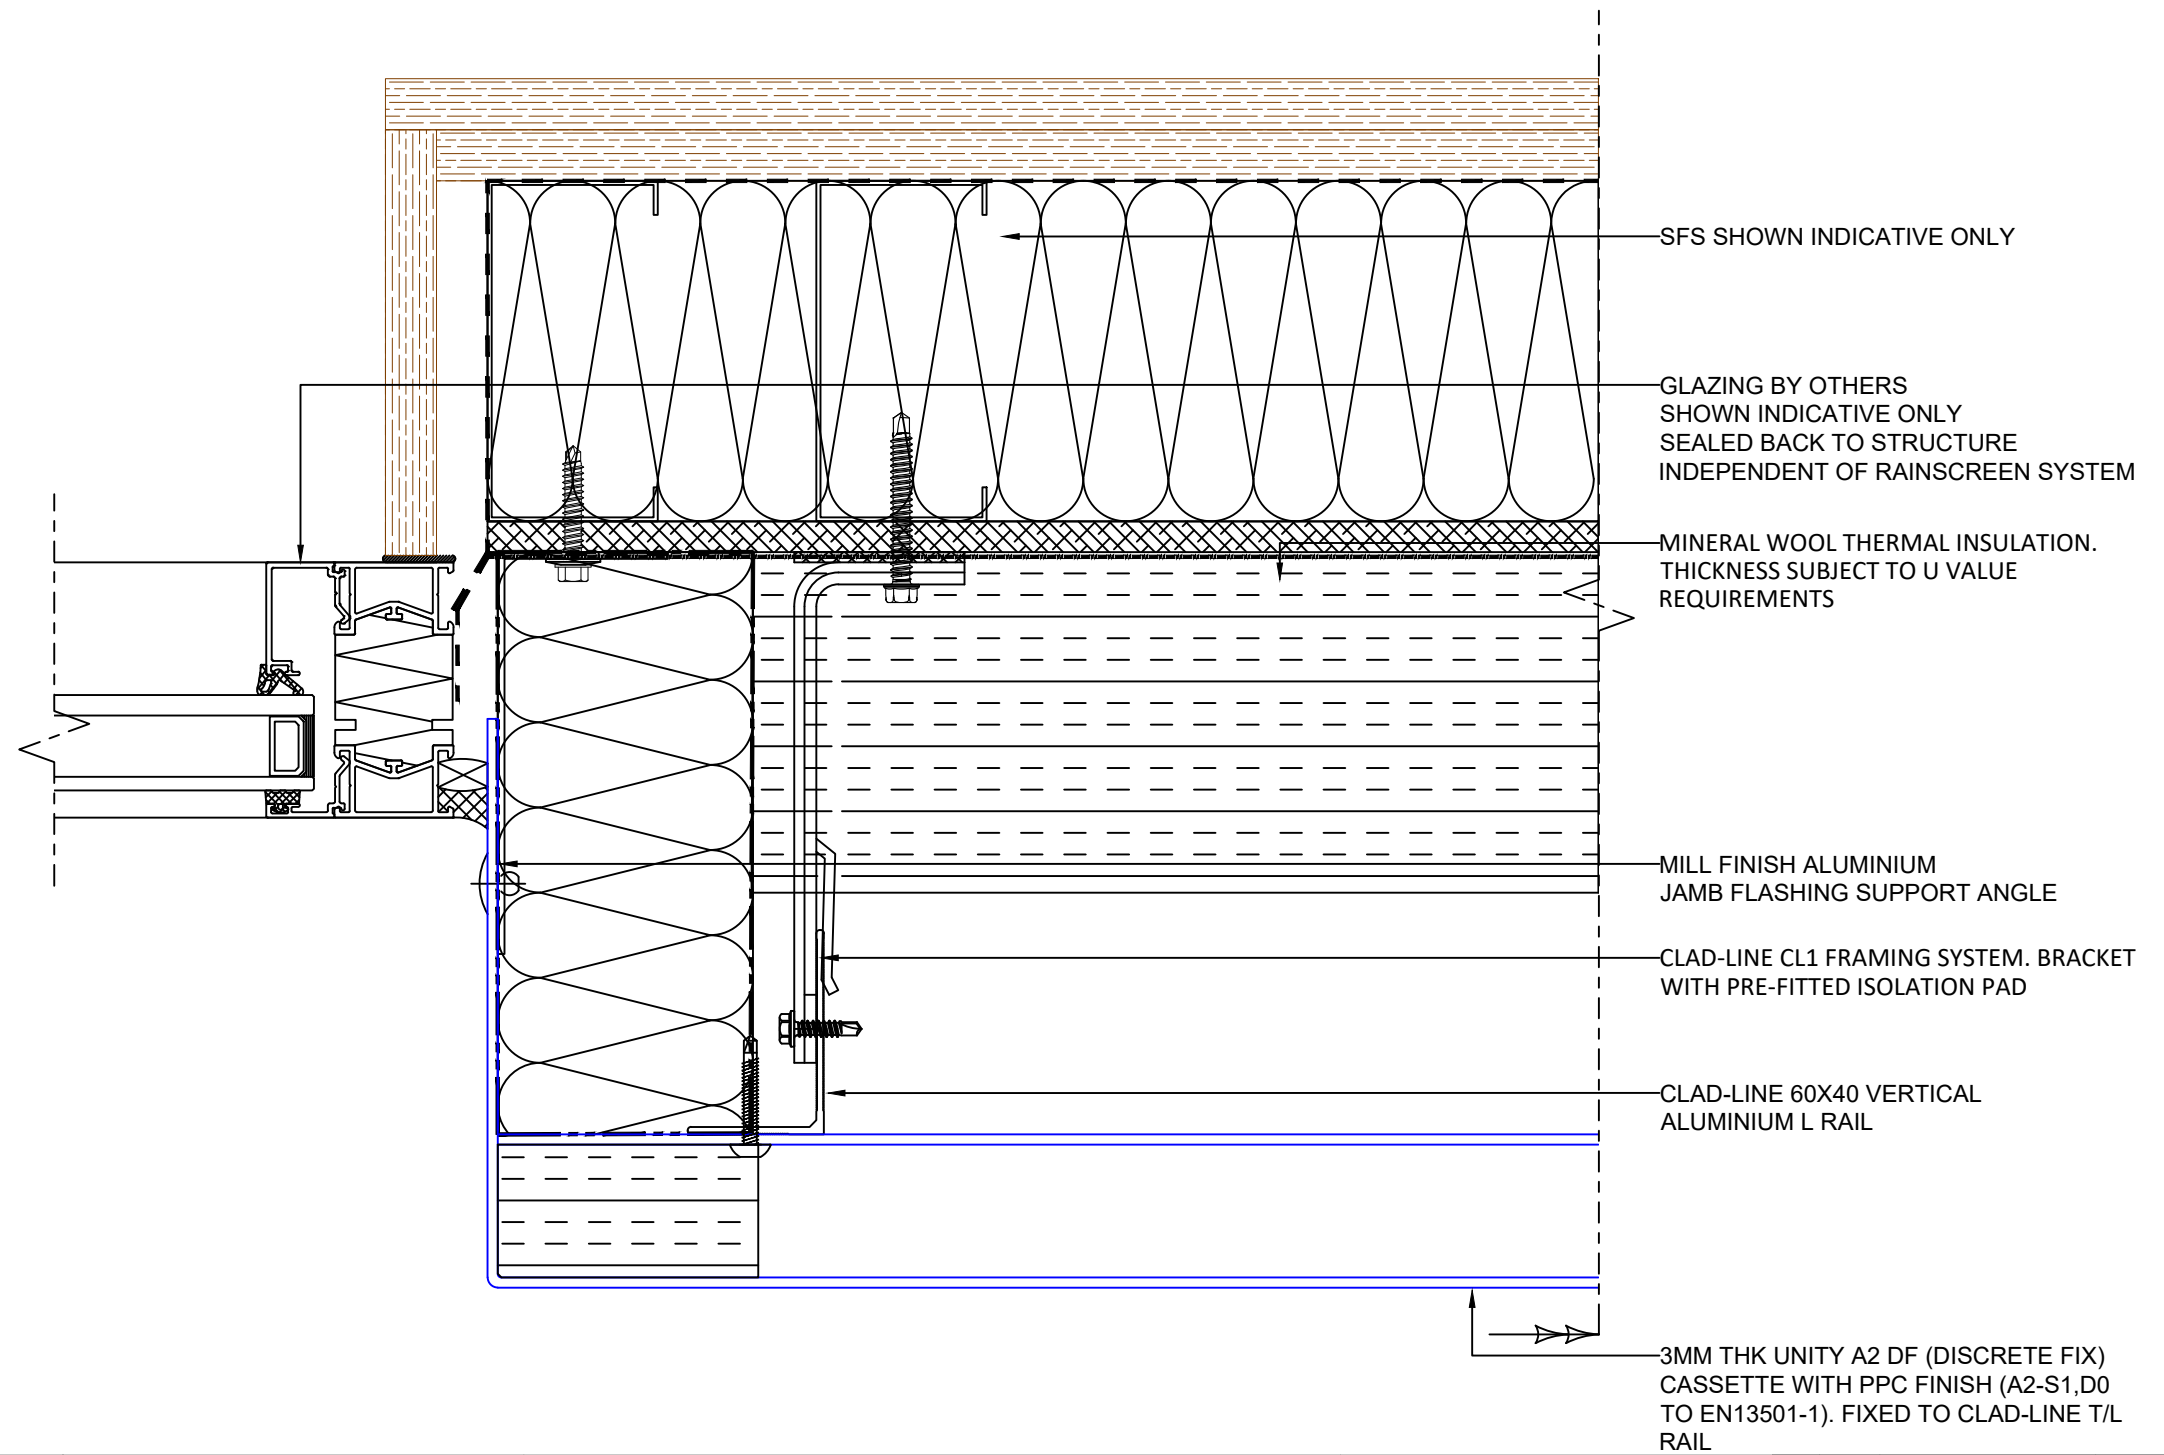 SFS SHOWN INDICATIVE ONLY
GLAZING BY OTHERS
SHOWN INDICATIVE ONLY
SEALED BACK TO STRUCTURE
INDEPENDENT OF RAINSCREEN SYSTEM
MINERAL WOOL THERMAL INSULATION.
THICKNESS SUBJECT TO U VALUE
REQUIREMENTS
MILL FINISH ALUMINIUM
JAMB FLASHING SUPPORT ANGLE
CLAD-LINE CL1 FRAMING SYSTEM. BRACKET
WITH PRE-FITTED ISOLATION PAD
CLAD-LINE 60X40 VERTICAL
ALUMINIUM L RAIL
3MM THK UNITY A2 DF (DISCRETE FIX)
CASSETTE WITH PPC FINISH (A2-S1,D0
TO EN13501-1). FIXED TO CLAD-LINE T/L
RAIL